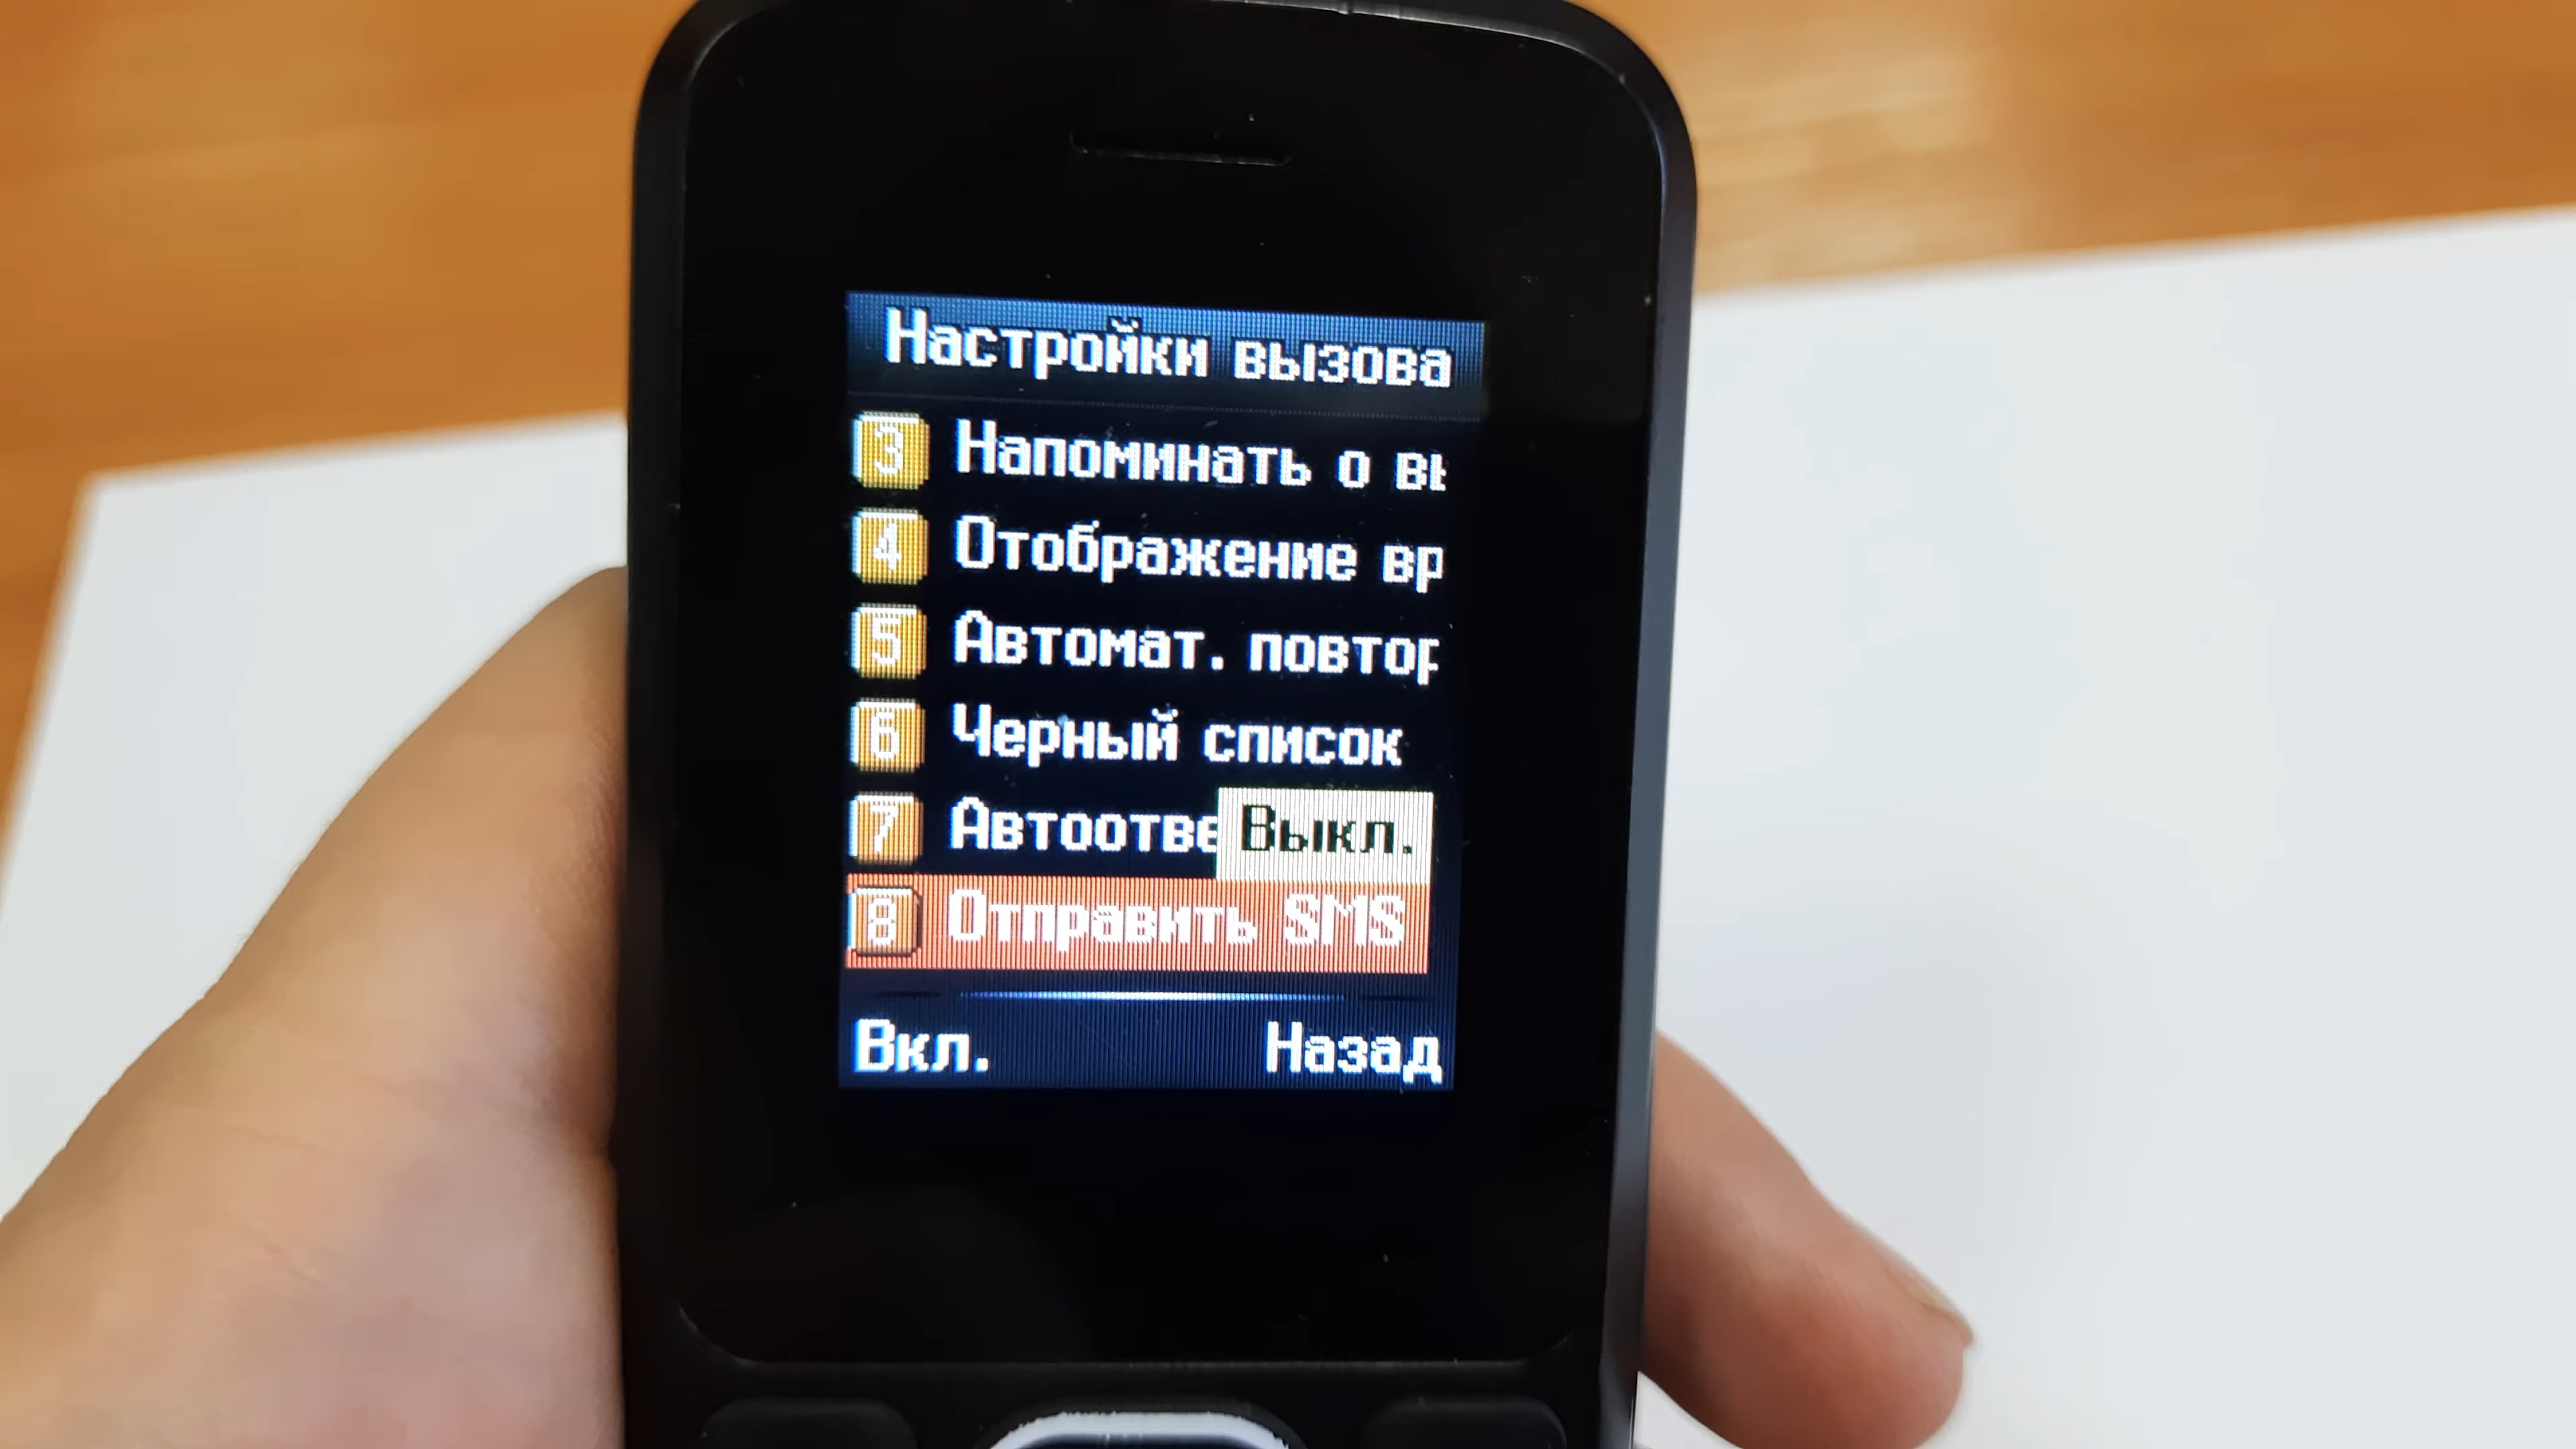 Настройки вызова
3 Напоминать о вы
4 Отображение вр
5 Автомат. повтор
6 Черный список
7 Автоотве Выкл.
8 Отправить SMS
Вкл. Назад